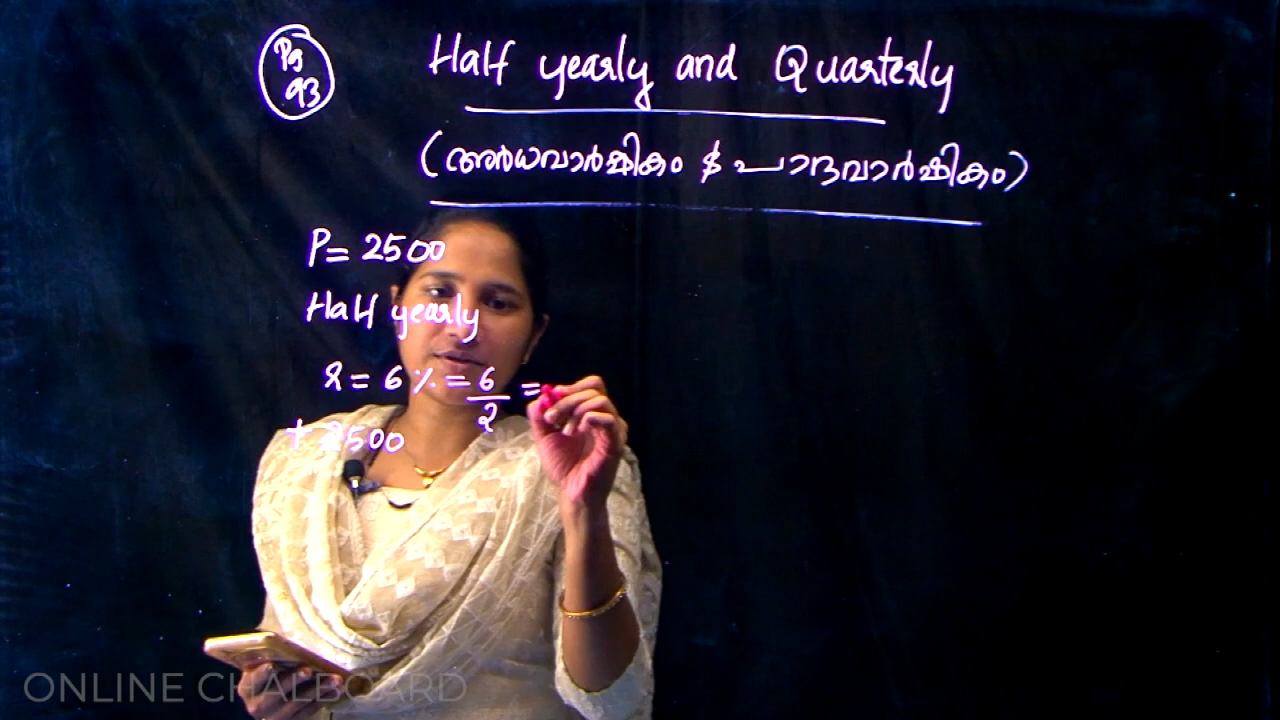 Pg 93
Half yearly and Quarterly
(അർധവാർഷികം & പാദവാർഷികം)
P = 2500
Half yearly
r = 6% = 6/2 =
+ 2500
ONLINE CHALBOARD